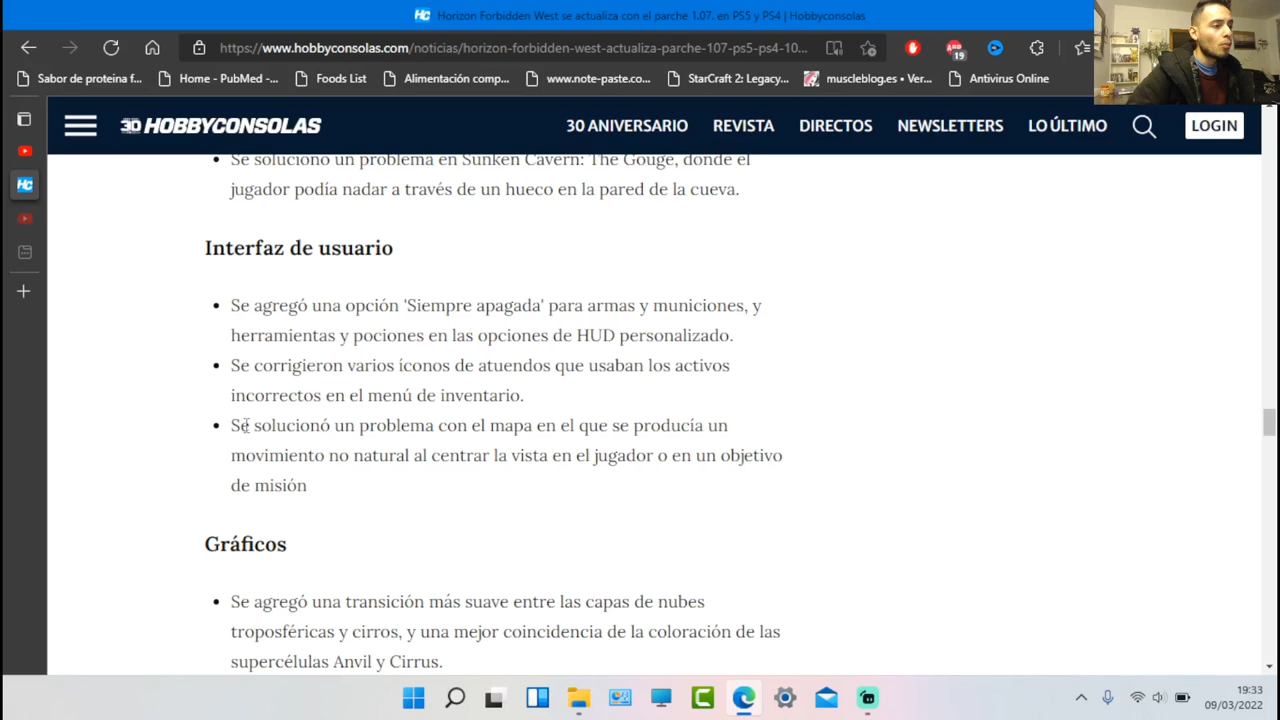 Horizon Forbidden West se actualiza con el parche 1.07. en PS5 y PS4 | Hobbyconsolas
https://www.hobbyconsolas.com/noticias/horizon-forbidden-west-actualiza-parche-107-ps5-ps4-10...
19
Sabor de proteina f...
Home - PubMed -...
Foods List
Alimentación comp...
www.note-paste.co...
StarCraft 2: Legacy...
muscleblog.es • Ver...
Antivirus Online
30 HOBBYCONSOLAS
30 ANIVERSARIO
REVISTA
DIRECTOS
NEWSLETTERS
LO ÚLTIMO
LOGIN
• Se solucionó un problema en Sunken Cavern: The Gouge, donde el
jugador podía nadar a través de un hueco en la pared de la cueva.
Interfaz de usuario
• Se agregó una opción 'Siempre apagada' para armas y municiones, y
herramientas y pociones en las opciones de HUD personalizado.
• Se corrigieron varios íconos de atuendos que usaban los activos
incorrectos en el menú de inventario.
• Se solucionó un problema con el mapa en el que se producía un
movimiento no natural al centrar la vista en el jugador o en un objetivo
de misión
Gráficos
• Se agregó una transición más suave entre las capas de nubes
troposféricas y cirros, y una mejor coincidencia de la coloración de las
supercélulas Anvil y Cirrus.
19:33
09/03/2022